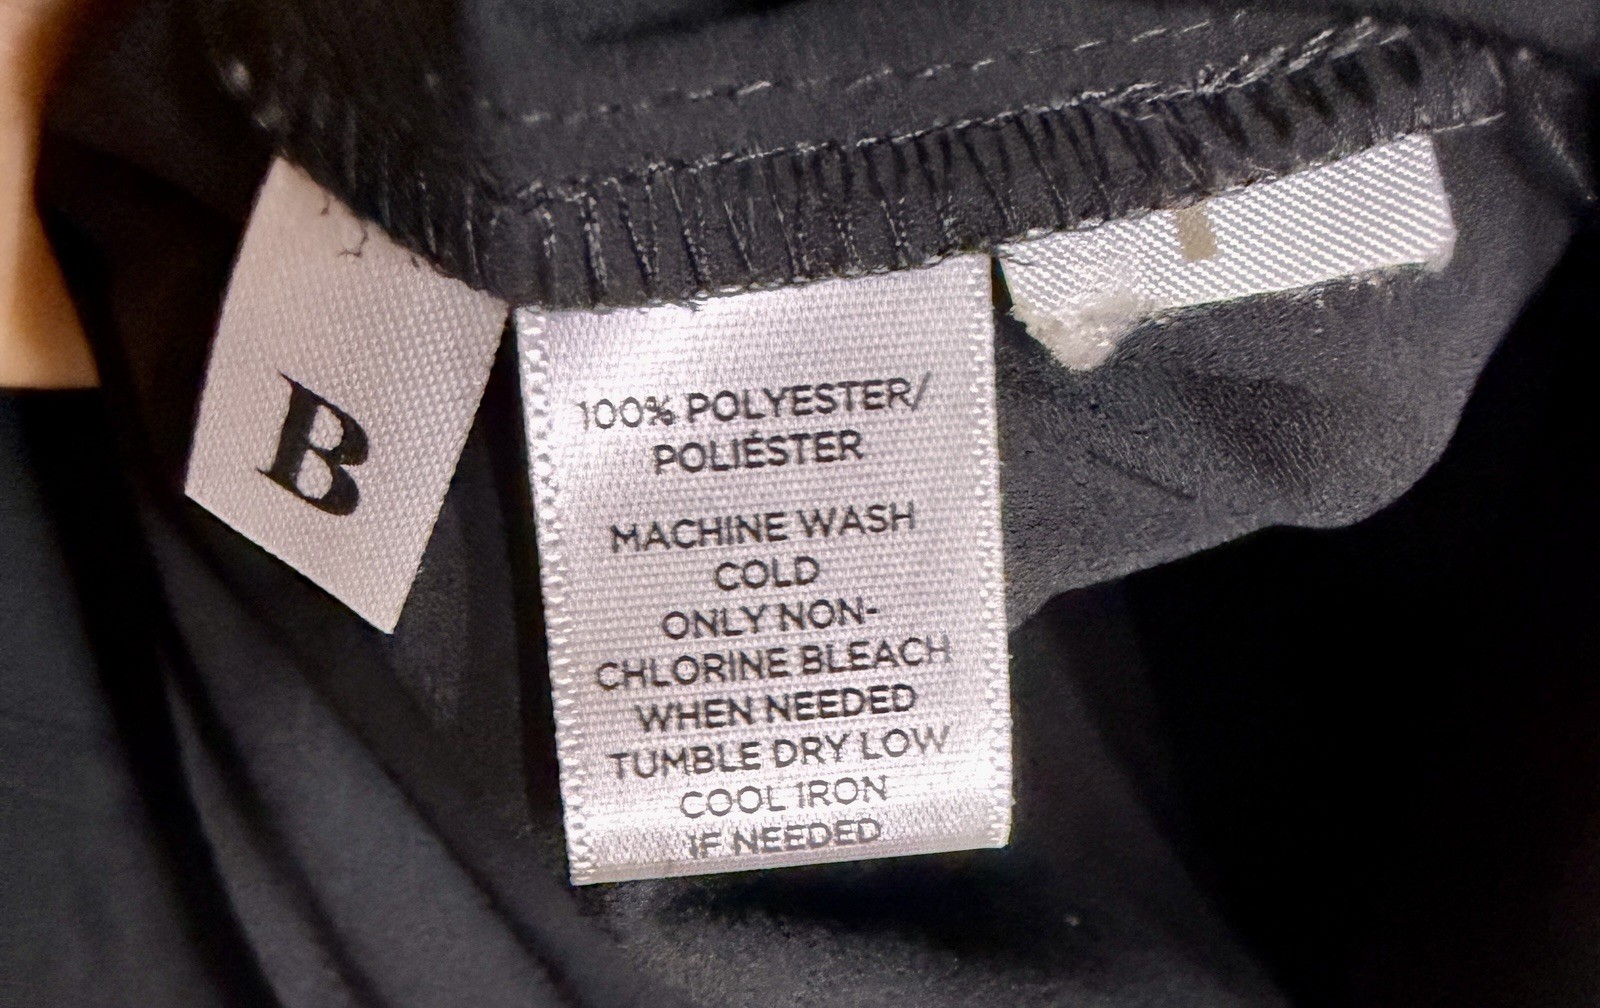 B
100% POLYESTER/
POLIÉSTER
MACHINE WASH
COLD
ONLY NON-
CHLORINE BLEACH
WHEN NEEDED
TUMBLE DRY LOW
COOL IRON
IF NEEDED